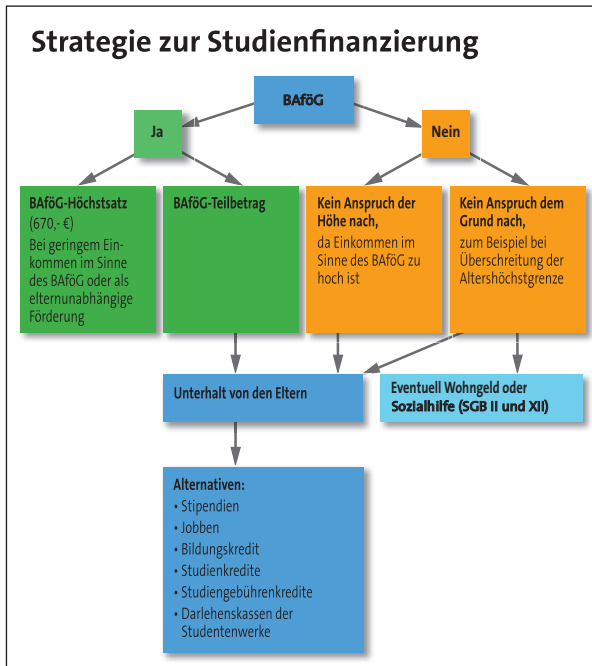 Strategie zur Studienfinanzierung
BAföG
Ja
Nein
BAföG-Höchstsatz
(670,- €)
Bei geringem Ein-
kommen im Sinne
des BAföG oder als
elternunabhängige
Förderung
BAföG-Teilbetrag
Kein Anspruch der
Höhe nach,
da Einkommen im
Sinne des BAföG zu
hoch ist
Kein Anspruch dem
Grund nach,
zum Beispiel bei
Überschreitung der
Altershöchstgrenze
Unterhalt von den Eltern
Eventuell Wohngeld oder
Sozialhilfe (SGB II und XII)
Alternativen:
• Stipendien
• Jobben
• Bildungskredit
• Studienkredite
• Studiengebührenkredite
• Darlehenskassen der
Studentenwerke